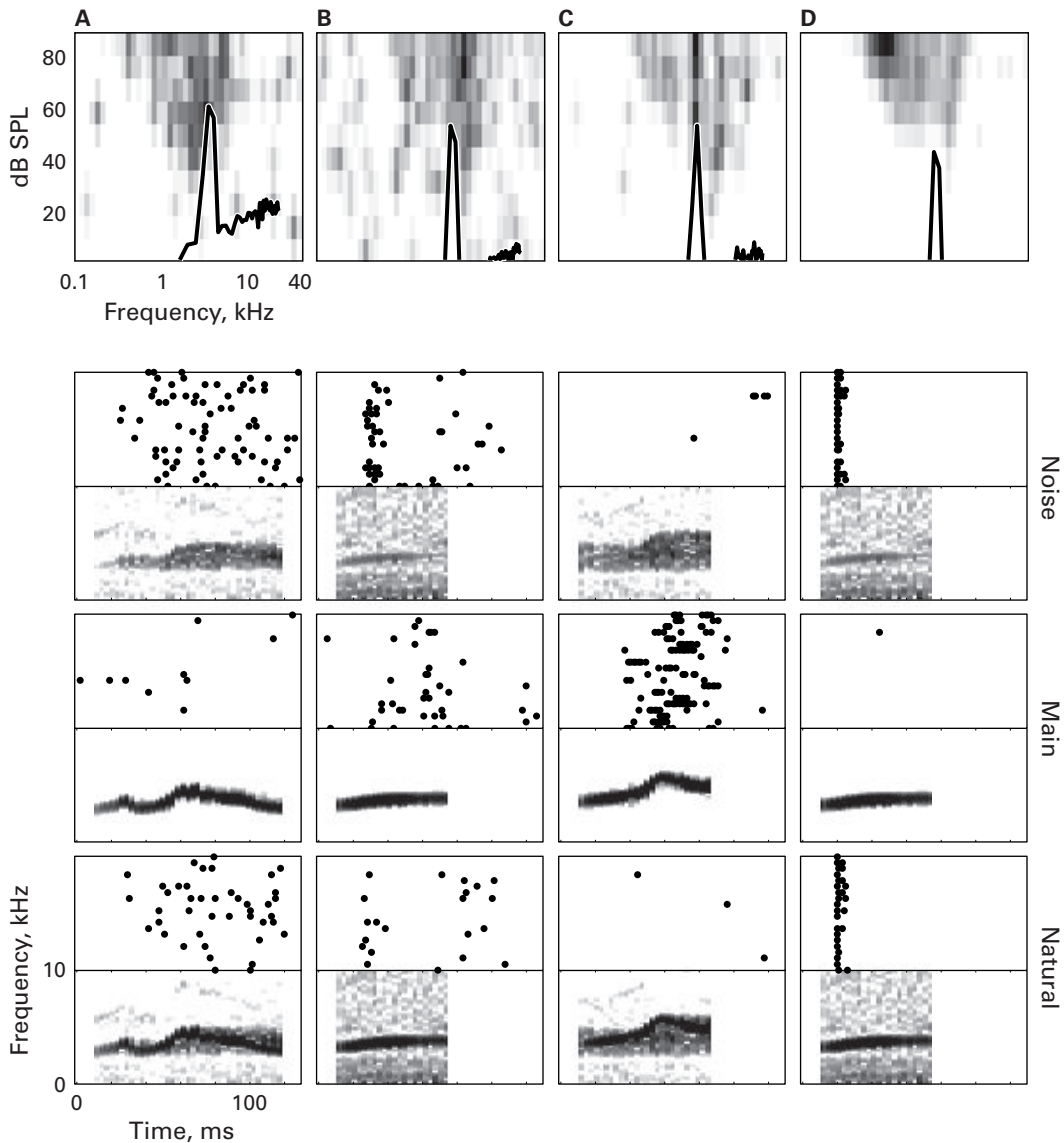 A B C D
80
60
40
20
dB SPL
0.1 1 10 40
Frequency, kHz
Noise
Main
Natural
Frequency, kHz
10
0
0 100
Time, ms